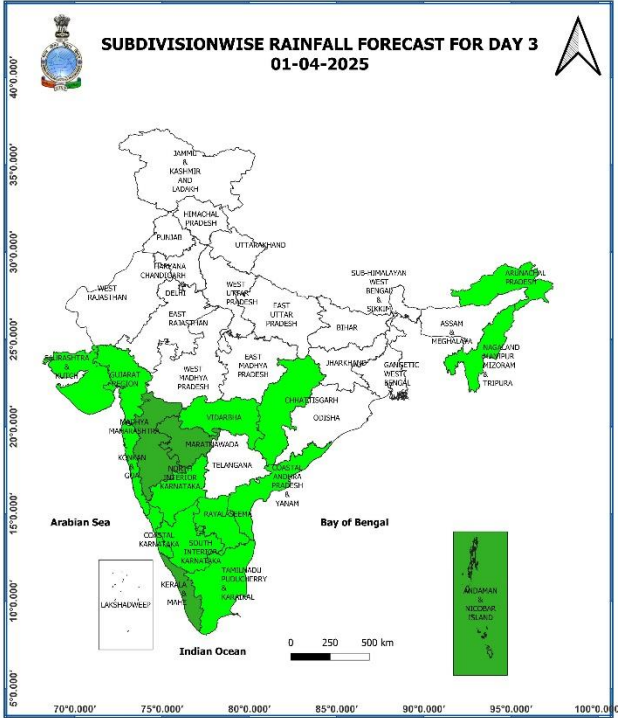 SUBDIVISIONWISE RAINFALL FORECAST FOR DAY 3
01-04-2025
40°0.000'
35°0.000'
30°0.000'
25°0.000'
20°0.000'
15°0.000'
10°0.000'
5°0.000'
JAMMU
&
KASHMIR
AND
LADAKH
HIMACHAL
PRADESH
PUNJAB
UTTARAKHAND
HARYANA
CHANDIGARH
&
DELHI
WEST
RAJASTHAN
WEST
UTTAR
PRADESH
EAST
UTTAR
PRADESH
EAST
RAJASTHAN
SUB-HIMALAYAN
WEST
BENGAL
&
SIKKIM
ARUNACHAL
PRADESH
ASSAM
&
MEGHALAYA
NAGALAND
MANIPUR
MIZORAM
&
TRIPURA
BIHAR
JHARKHAND
GANGETIC
WEST
BENGAL
SAURASHTRA
&
KUTCH
GUJARAT
REGION
WEST
MADHYA
PRADESH
EAST
MADHYA
PRADESH
CHHATTISGARH
ODISHA
VIDARBHA
MADHYA
MAHARASHTRA
MARATHAWADA
KONKAN
&
GOA
TELANGANA
NORTH
INTERIOR
KARNATAKA
COASTAL
ANDHRA
PRADESH
&
YANAM
RAYALASEEMA
COASTAL
KARNATAKA
SOUTH
INTERIOR
KARNATAKA
TAMILNADU
PUDUCHERRY
&
KARAIKAL
KERALA
&
MAHE
LAKSHADWEEP
ANDAMAN
&
NICOBAR
ISLAND
Arabian Sea
Bay of Bengal
Indian Ocean
0 250 500 km
70°0.000' 75°0.000' 80°0.000' 85°0.000' 90°0.000' 95°0.000' 100°0.000'